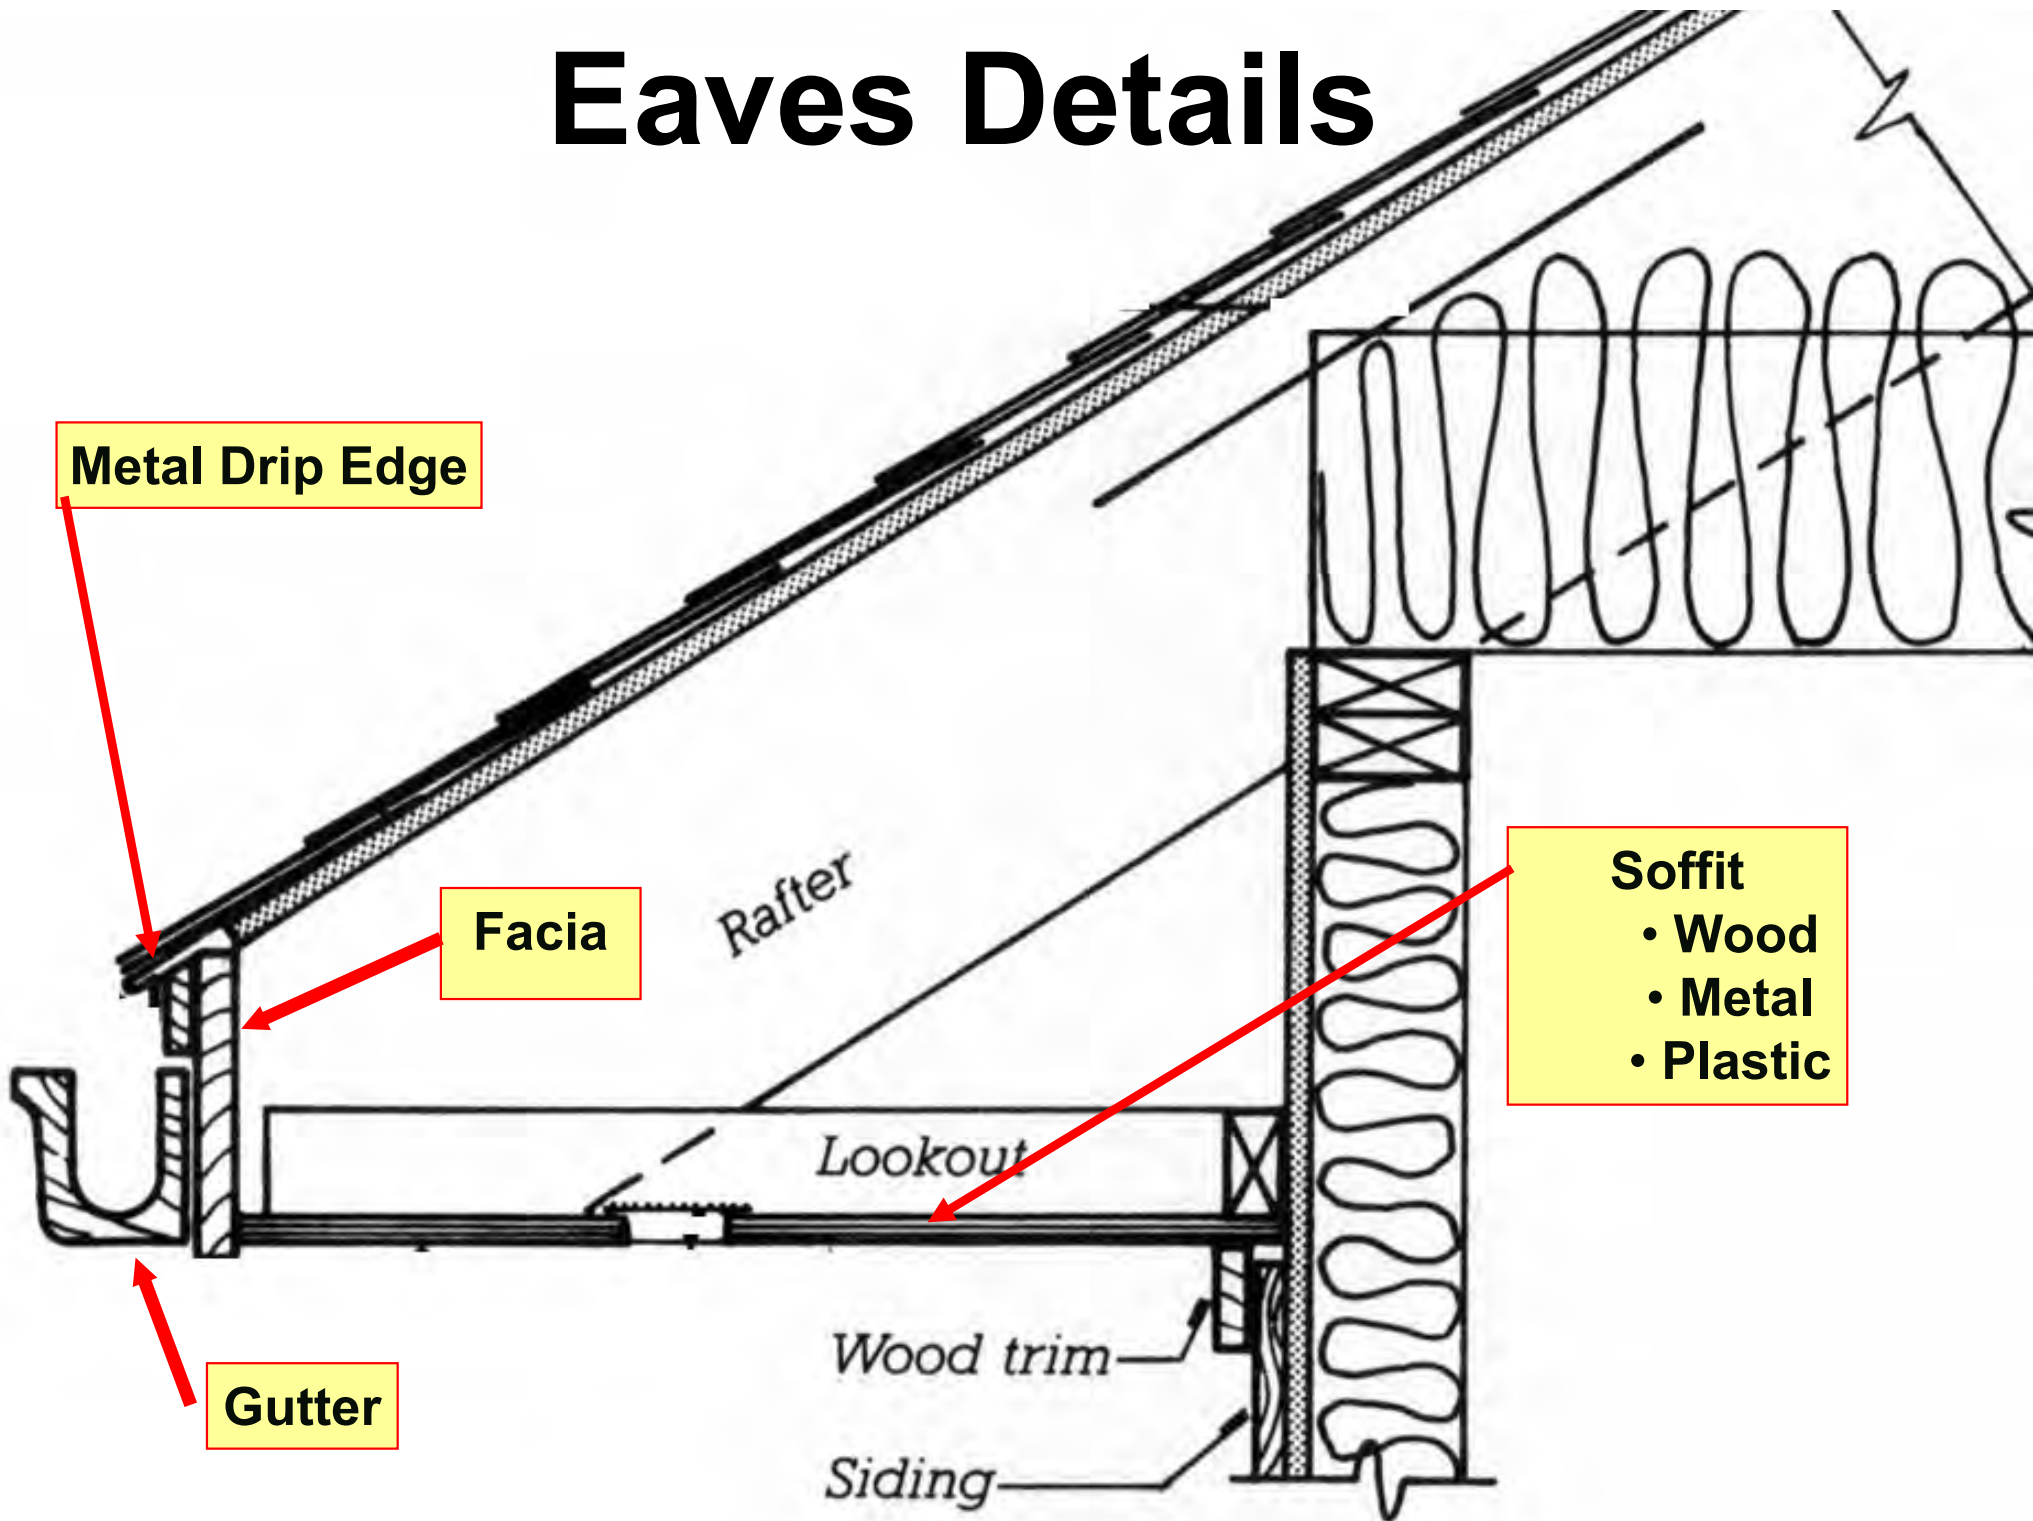 Eaves Details
Metal Drip Edge
Facia
Rafter
Soffit
• Wood
• Metal
• Plastic
Lookout
Wood trim
Gutter
Siding